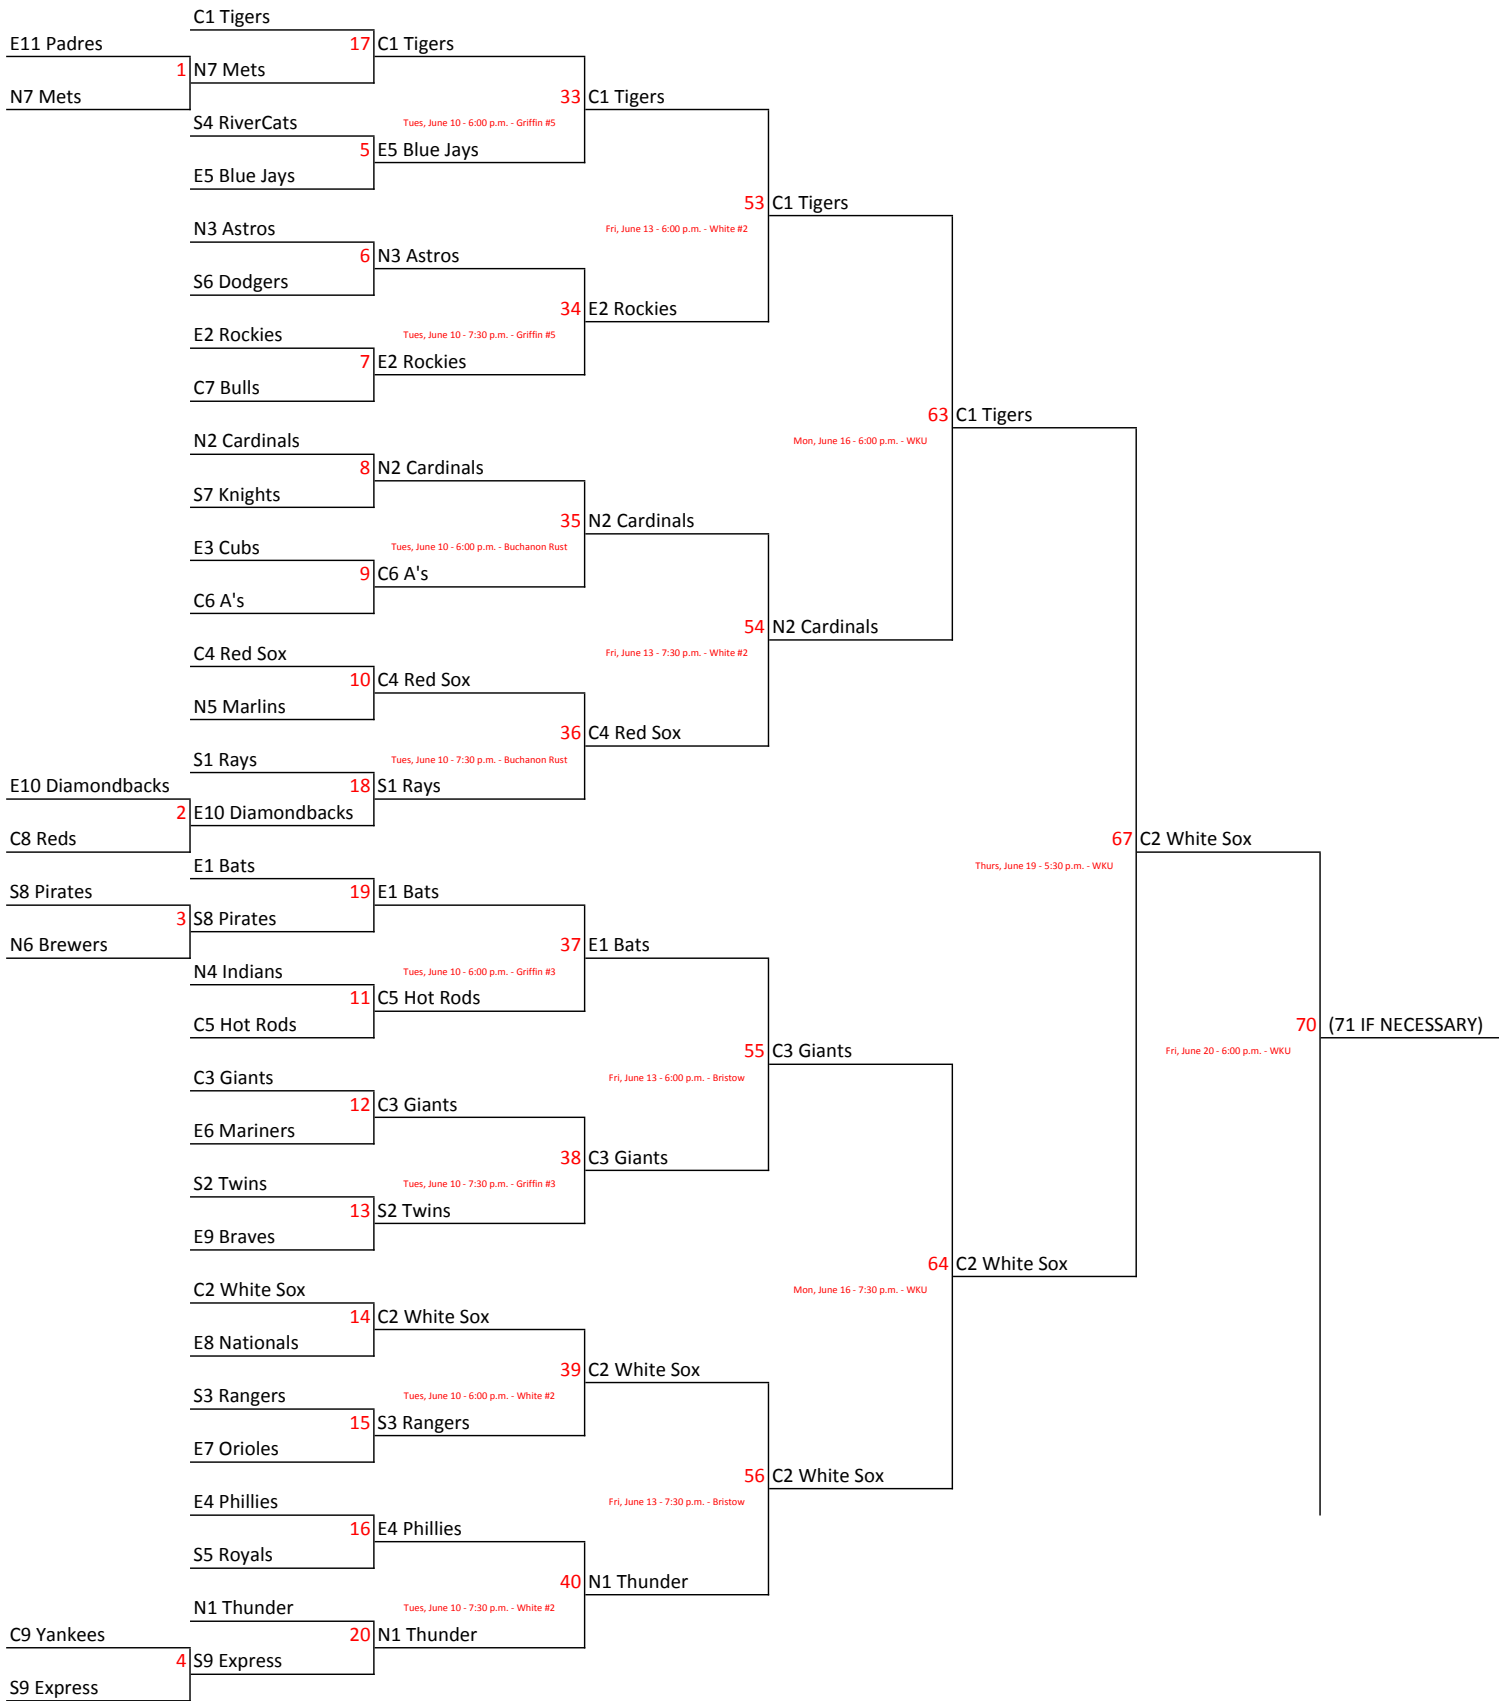 C1 Tigers
E11 Padres
17 C1 Tigers
1 N7 Mets
N7 Mets
33 C1 Tigers
S4 RiverCats
Tues, June 10 - 6:00 p.m. - Griffin #5
5 E5 Blue Jays
E5 Blue Jays
53 C1 Tigers
N3 Astros
Fri, June 13 - 6:00 p.m. - White #2
6 N3 Astros
S6 Dodgers
34 E2 Rockies
E2 Rockies
Tues, June 10 - 7:30 p.m. - Griffin #5
7 E2 Rockies
C7 Bulls
63 C1 Tigers
N2 Cardinals
Mon, June 16 - 6:00 p.m. - WKU
8 N2 Cardinals
S7 Knights
35 N2 Cardinals
E3 Cubs
Tues, June 10 - 6:00 p.m. - Buchanon Rust
9 C6 A's
C6 A's
54 N2 Cardinals
C4 Red Sox
Fri, June 13 - 7:30 p.m. - White #2
10 C4 Red Sox
N5 Marlins
36 C4 Red Sox
S1 Rays
Tues, June 10 - 7:30 p.m. - Buchanon Rust
E10 Diamondbacks
18 S1 Rays
2 E10 Diamondbacks
C8 Reds
67 C2 White Sox
E1 Bats
Thurs, June 19 - 5:30 p.m. - WKU
S8 Pirates
19 E1 Bats
3 S8 Pirates
N6 Brewers
37 E1 Bats
N4 Indians
Tues, June 10 - 6:00 p.m. - Griffin #3
11 C5 Hot Rods
C5 Hot Rods
70 (71 IF NECESSARY)
55 C3 Giants
Fri, June 20 - 6:00 p.m. - WKU
C3 Giants
Fri, June 13 - 6:00 p.m. - Bristow
12 C3 Giants
E6 Mariners
38 C3 Giants
S2 Twins
Tues, June 10 - 7:30 p.m. - Griffin #3
13 S2 Twins
E9 Braves
64 C2 White Sox
C2 White Sox
Mon, June 16 - 7:30 p.m. - WKU
14 C2 White Sox
E8 Nationals
39 C2 White Sox
S3 Rangers
Tues, June 10 - 6:00 p.m. - White #2
15 S3 Rangers
E7 Orioles
56 C2 White Sox
E4 Phillies
Fri, June 13 - 7:30 p.m. - Bristow
16 E4 Phillies
S5 Royals
40 N1 Thunder
N1 Thunder
Tues, June 10 - 7:30 p.m. - White #2
C9 Yankees
20 N1 Thunder
4 S9 Express
S9 Express